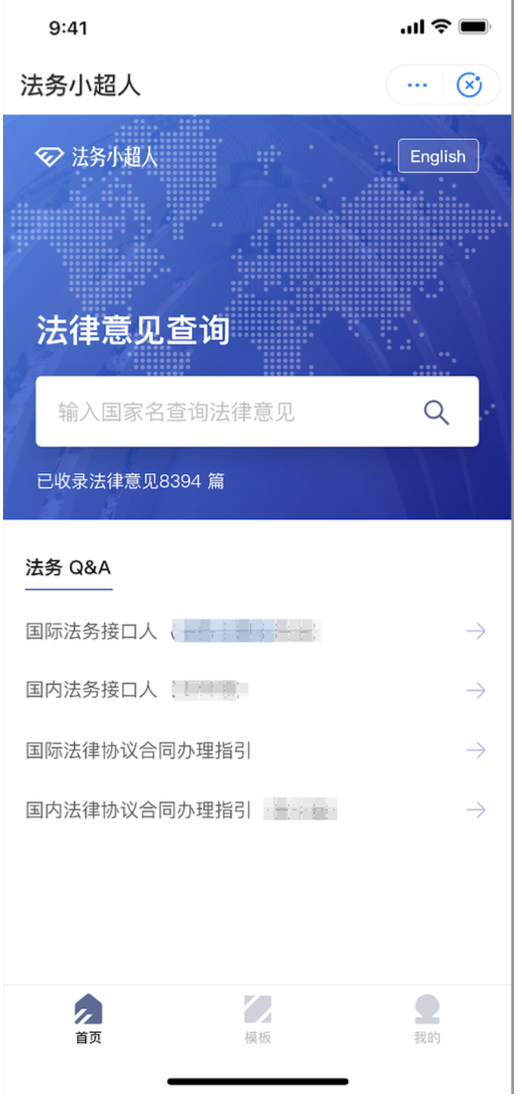 9:41
法务小超人
法务小超人
English
法律意见查询
输入国家名查询法律意见
已收录法律意见8394 篇
法务 Q&A
国际法务接口人
国内法务接口人
国际法律协议合同办理指引
国内法律协议合同办理指引
首页
模板
我的